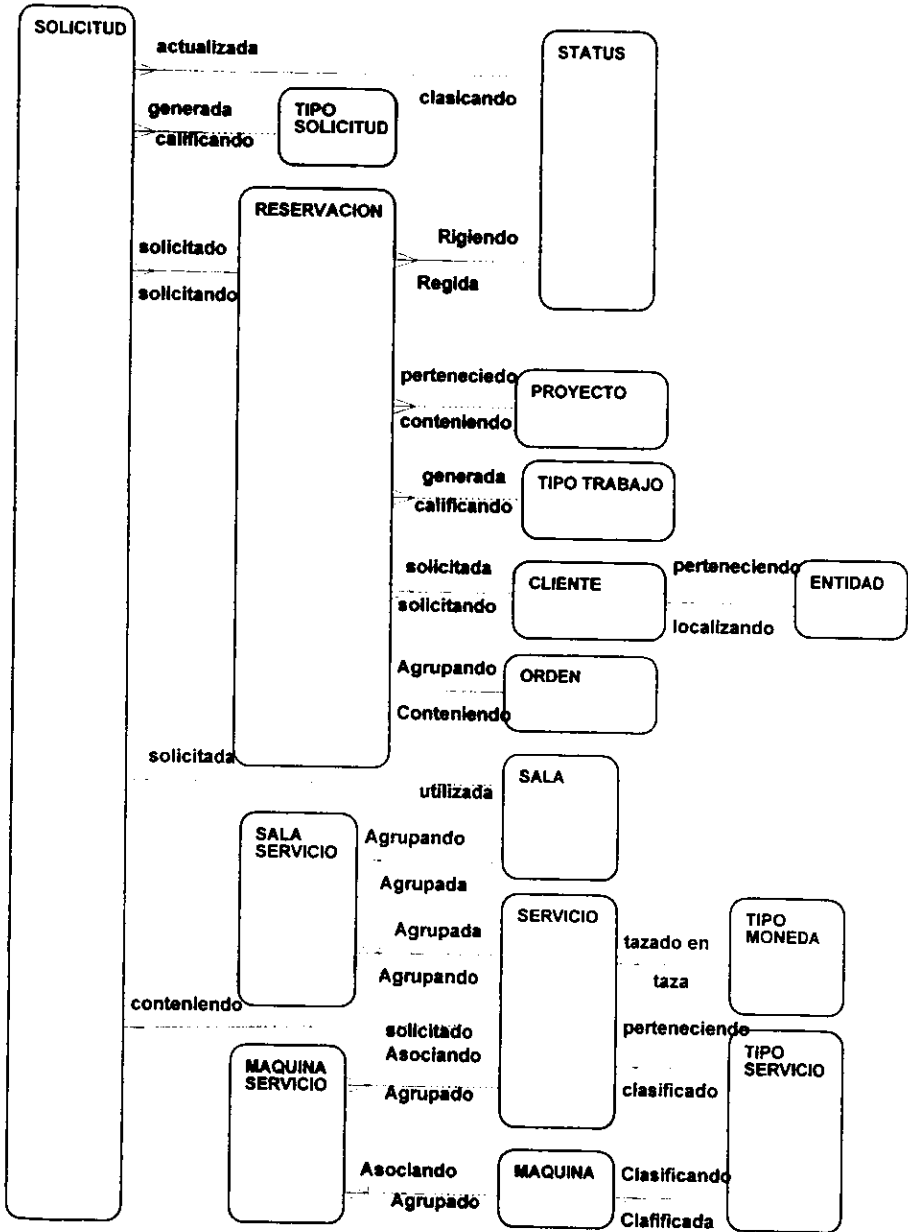 SOLICITUD
actualizada
STATUS
clasicando
generada
TIPO
SOLICITUD
calificando
RESERVACION
solicitado
Rigiendo
solicitando
Regida
perteneciedo
PROYECTO
conteniendo
generada
TIPO TRABAJO
calificando
solicitada
perteneciendo
CLIENTE
ENTIDAD
solicitando
localizando
Agrupando
ORDEN
Conteniendo
solicitada
SALA
utilizada
SALA
SERVICIO
Agrupando
Agrupada
SERVICIO
TIPO
MONEDA
Agrupada
tazado en
Agrupando
taza
conteniendo
solicitado
perteneciendo
Asociando
TIPO
SERVICIO
MAQUINA
SERVICIO
Agrupado
clasificado
Asociando
MAQUINA
Clasificando
Agrupado
Clafificada